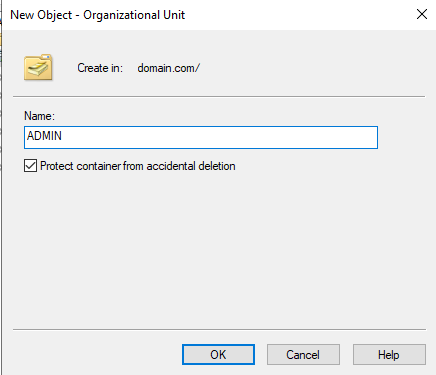 New Object - Organizational Unit
Create in: domain.com/
Name:
ADMIN
Protect container from accidental deletion
OK Cancel Help